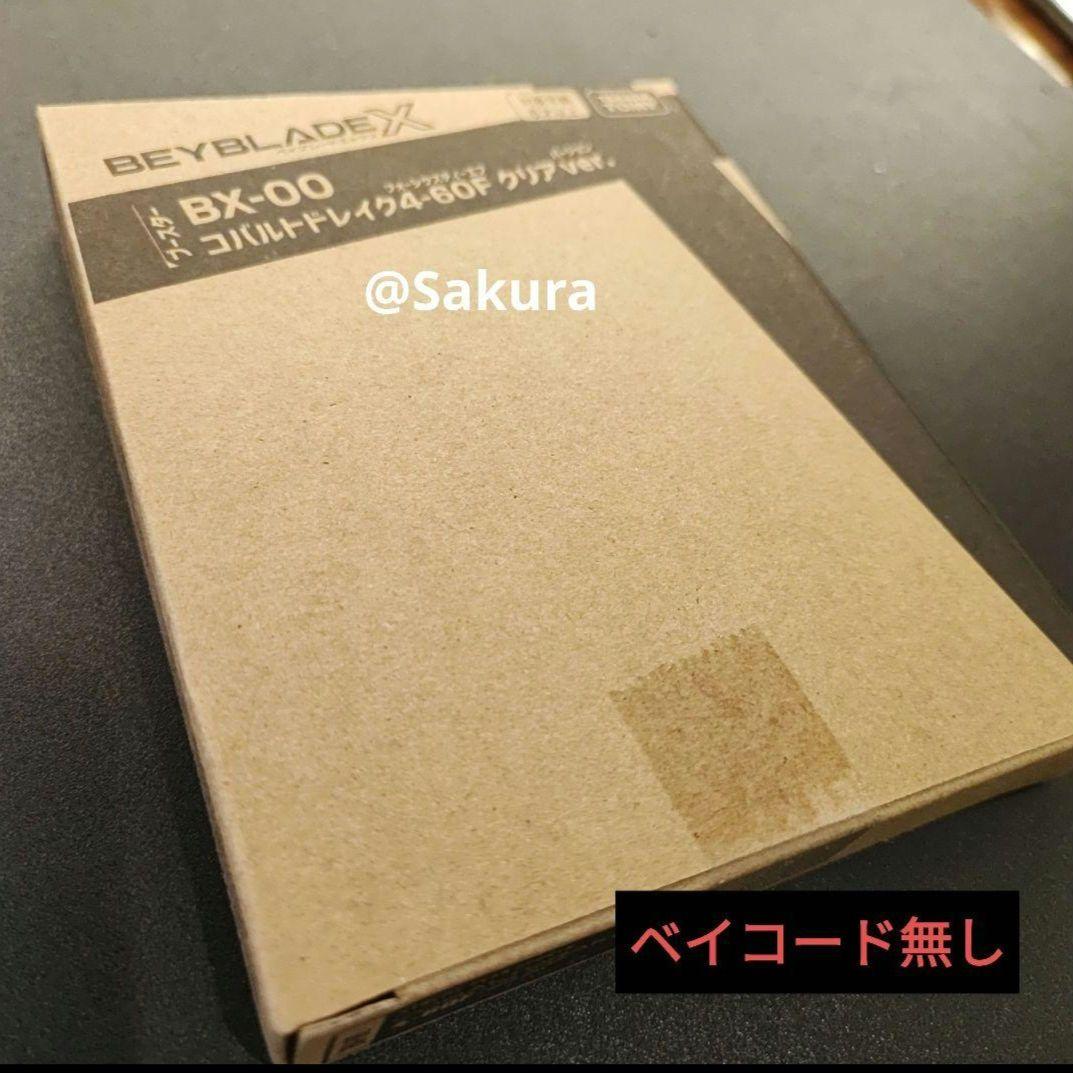 BEYBLADE X
ブースター
BX-00
フォーシックスティーエフ
バージョン
コバルトドレイク4-60F クリアver.
@Sakura
ベイコード無し